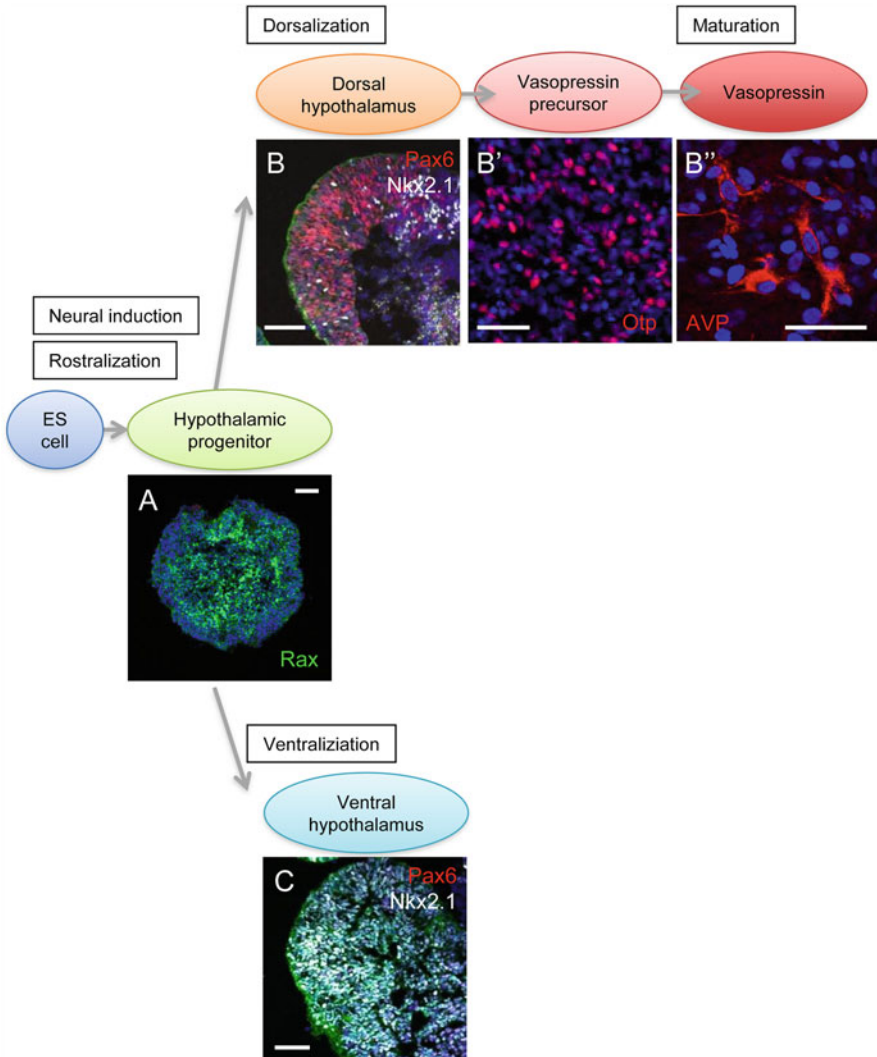 Dorsalization
Maturation
Dorsal
hypothalamus
Vasopressin
precursor
Vasopressin
B
Pax6
Nkx2.1
B’
Otp
B’’
AVP
Neural induction
Rostralization
ES
cell
Hypothalamic
progenitor
A
Rax
Ventraliziation
Ventral
hypothalamus
C
Pax6
Nkx2.1